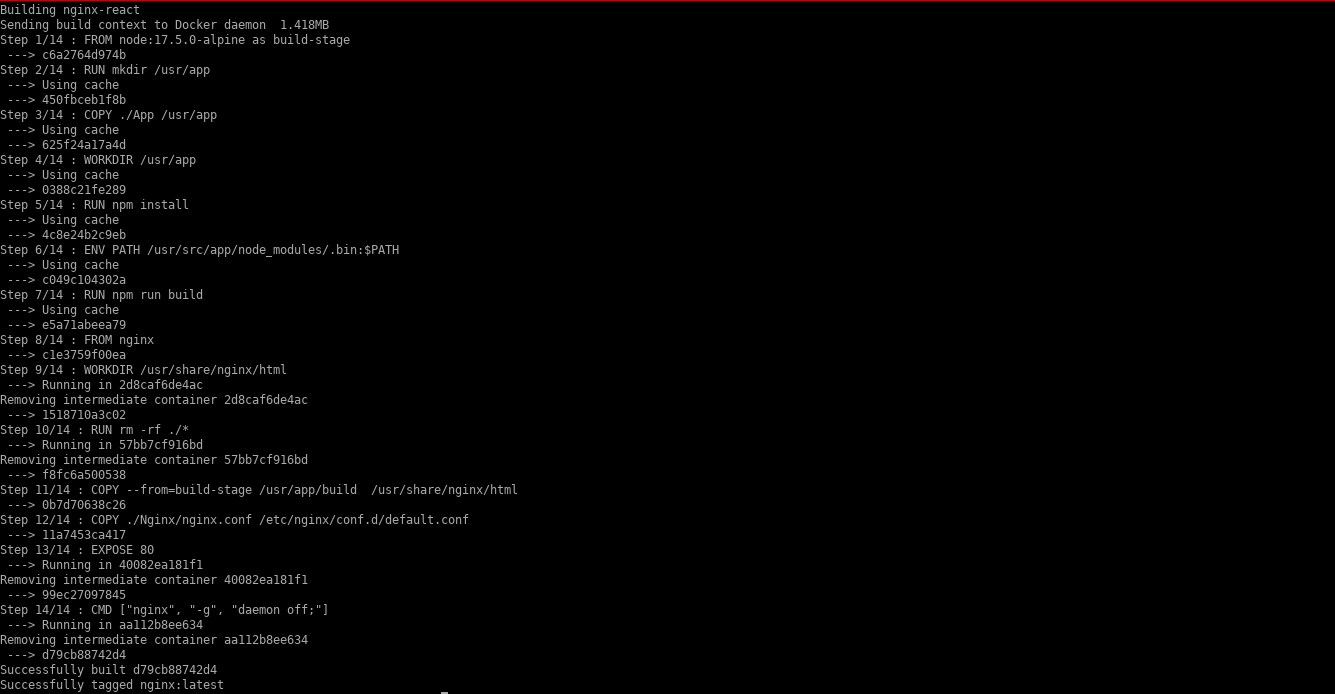 Building nginx-react
Sending build context to Docker daemon  1.418MB
Step 1/14 : FROM node:17.5.0-alpine as build-stage
 ---> c6a2764d974b
Step 2/14 : RUN mkdir /usr/app
 ---> Using cache
 ---> 450fbceb1f8b
Step 3/14 : COPY ./App /usr/app
 ---> Using cache
 ---> 625f24a17a4d
Step 4/14 : WORKDIR /usr/app
 ---> Using cache
 ---> 0388c21fe289
Step 5/14 : RUN npm install
 ---> Using cache
 ---> 4c8e24b2c9eb
Step 6/14 : ENV PATH /usr/src/app/node_modules/.bin:$PATH
 ---> Using cache
 ---> c049c104302a
Step 7/14 : RUN npm run build
 ---> Using cache
 ---> e5a71abeea79
Step 8/14 : FROM nginx
 ---> c1e3759f00ea
Step 9/14 : WORKDIR /usr/share/nginx/html
 ---> Running in 2d8caf6de4ac
Removing intermediate container 2d8caf6de4ac
 ---> 1518710a3c02
Step 10/14 : RUN rm -rf ./*
 ---> Running in 57bb7cf916bd
Removing intermediate container 57bb7cf916bd
 ---> f8fc6a500538
Step 11/14 : COPY --from=build-stage /usr/app/build  /usr/share/nginx/html
 ---> 0b7d70638c26
Step 12/14 : COPY ./Nginx/nginx.conf /etc/nginx/conf.d/default.conf
 ---> 11a7453ca417
Step 13/14 : EXPOSE 80
 ---> Running in 40082ea181f1
Removing intermediate container 40082ea181f1
 ---> 99ec27097845
Step 14/14 : CMD ["nginx", "-g", "daemon off;"]
 ---> Running in aa112b8ee634
Removing intermediate container aa112b8ee634
 ---> d79cb88742d4
Successfully built d79cb88742d4
Successfully tagged nginx:latest